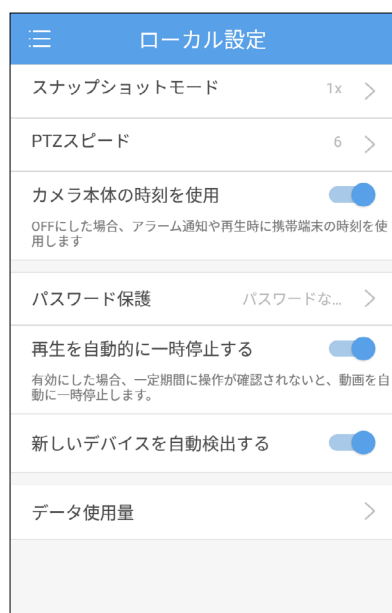 ローカル設定
スナップショットモード 1x
PTZスピード 6
カメラ本体の時刻を使用
OFFにした場合、アラーム通知や再生時に携帯端末の時刻を使
用します
パスワード保護 パスワードな...
再生を自動的に一時停止する
有効にした場合、一定期間に操作が確認されないと、動画を自
動に一時停止します。
新しいデバイスを自動検出する
データ使用量